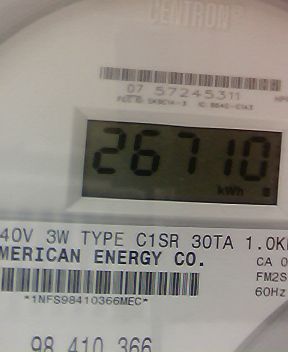 CENTRON
07 57245311
26710
kWh
40V 3W TYPE C1SR 30TA 1.0K
MERICAN ENERGY CO.
CA 0
FM2S
60Hz
*1NFS98410366MEC*
98 410 366